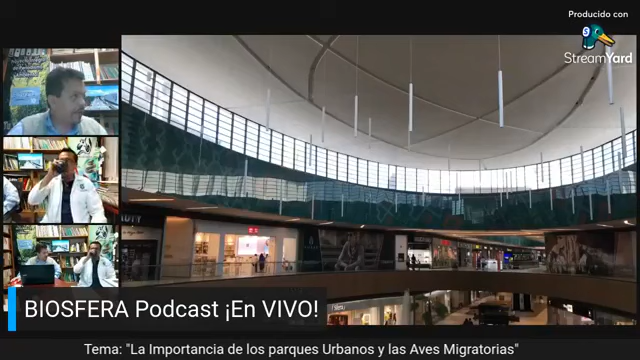 Producido con
StreamYard
BIOSFERA Podcast ¡En VIVO!
Tema: "La Importancia de los parques Urbanos y las Aves Migratorias"